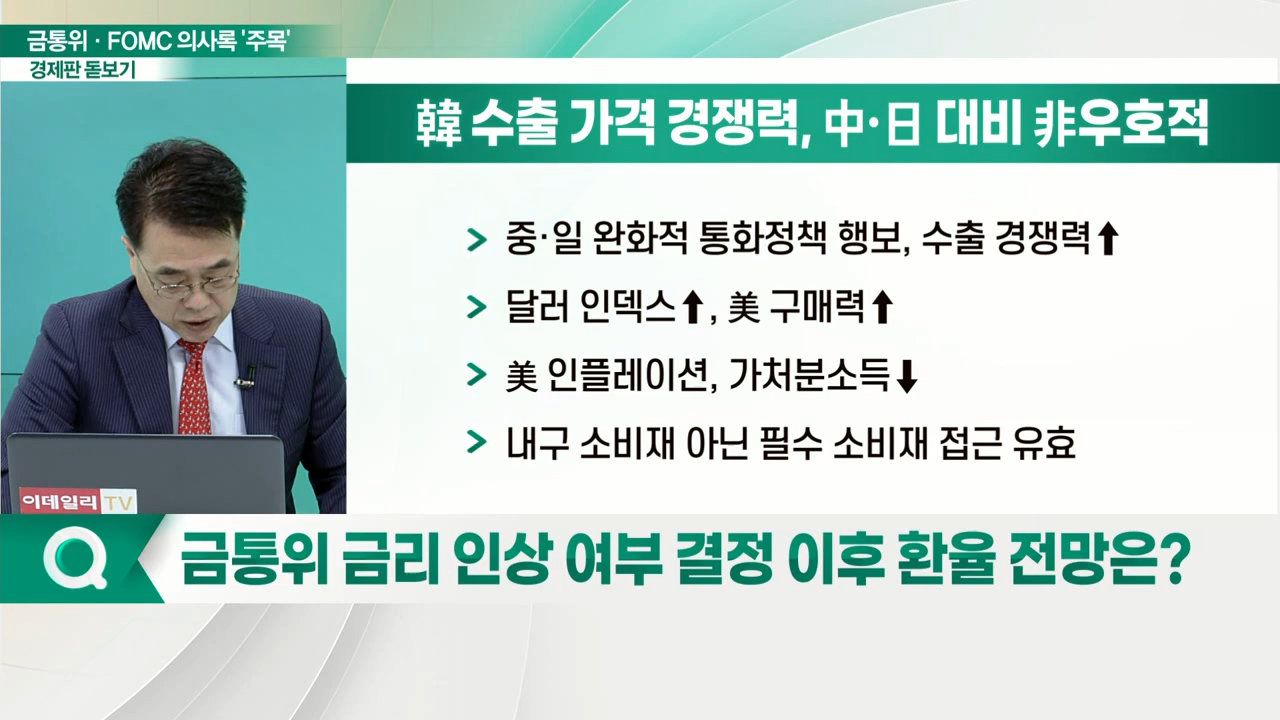 금통위·FOMC 의사록 '주목'
경제판 돋보기
韓 수출 가격 경쟁력, 中·日 대비 非우호적
중·일 완화적 통화정책 행보, 수출 경쟁력⬆
달러 인덱스⬆, 美 구매력⬆
美 인플레이션, 가처분소득⬇
내구 소비재 아닌 필수 소비재 접근 유효
이데일리TV
Q 금통위 금리 인상 여부 결정 이후 환율 전망은?